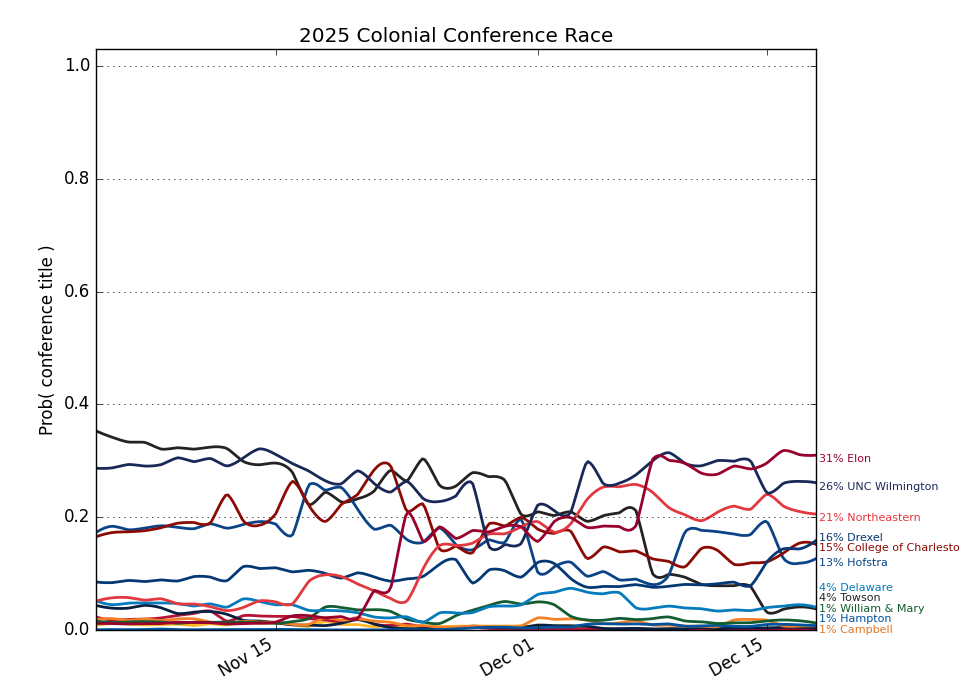 2025 Colonial Conference Race
1.0
0.8
0.6
0.4
0.2
0.0
Prob( conference title )
Nov 15
Dec 01
Dec 15
31% Elon
26% UNC Wilmington
21% Northeastern
16% Drexel
15% College of Charlesto
13% Hofstra
4% Delaware
4% Towson
1% William & Mary
1% Hampton
1% Campbell